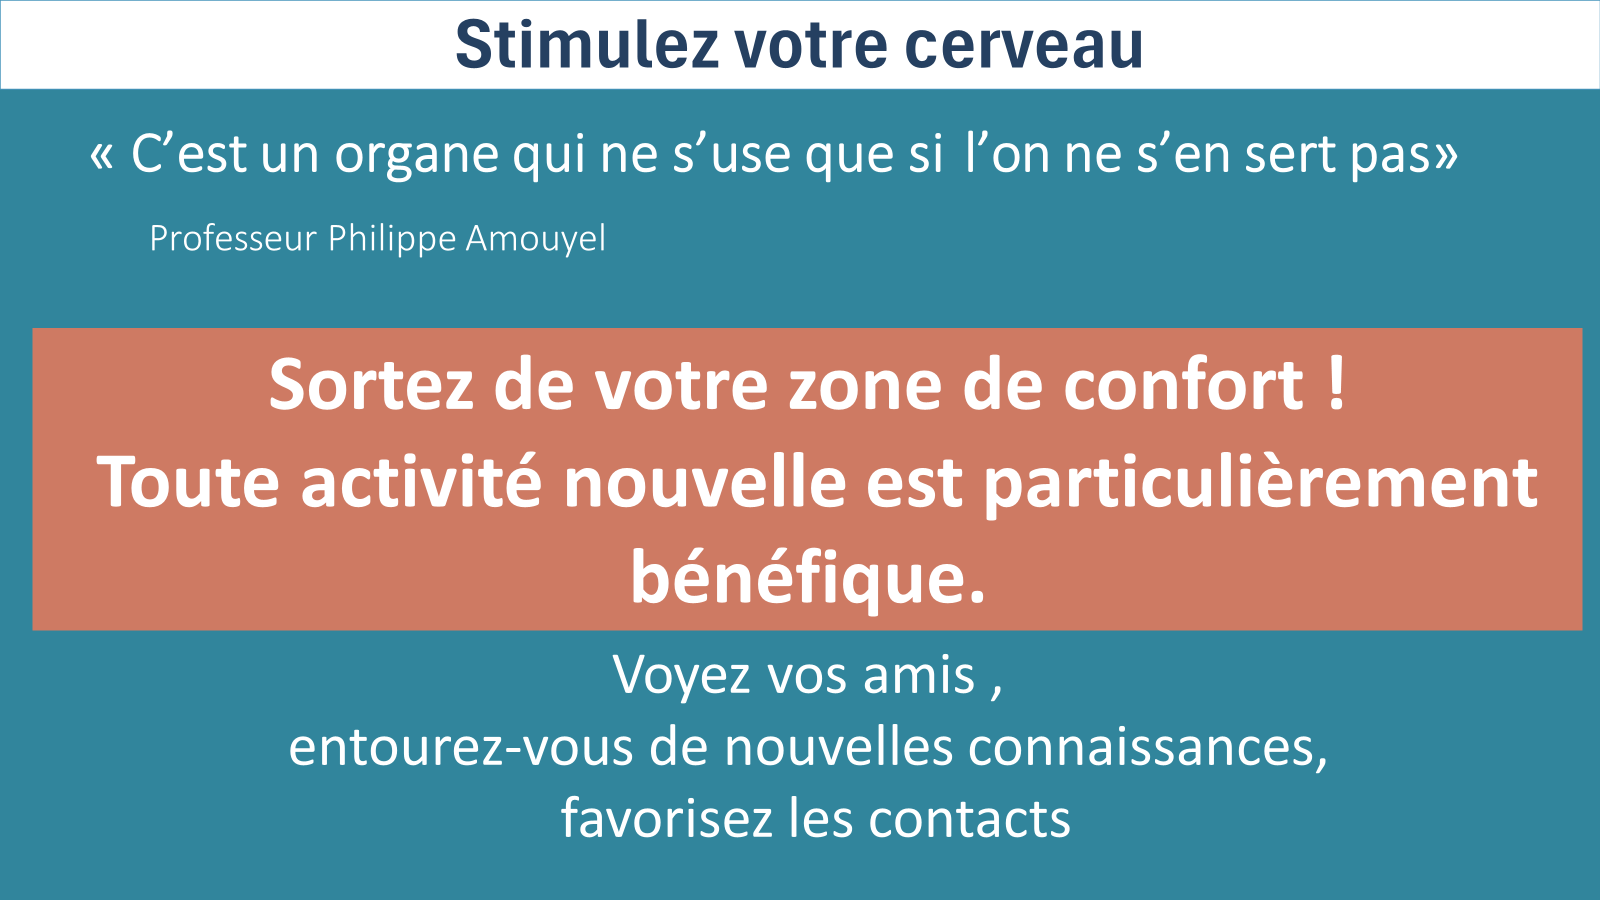 Stimulez votre cerveau
« C’est un organe qui ne s’use que si l’on ne s’en sert pas»
Professeur Philippe Amouyel
Sortez de votre zone de confort !
Toute activité nouvelle est particulièrement
bénéfique.
Voyez vos amis ,
entourez-vous de nouvelles connaissances,
favorisez les contacts